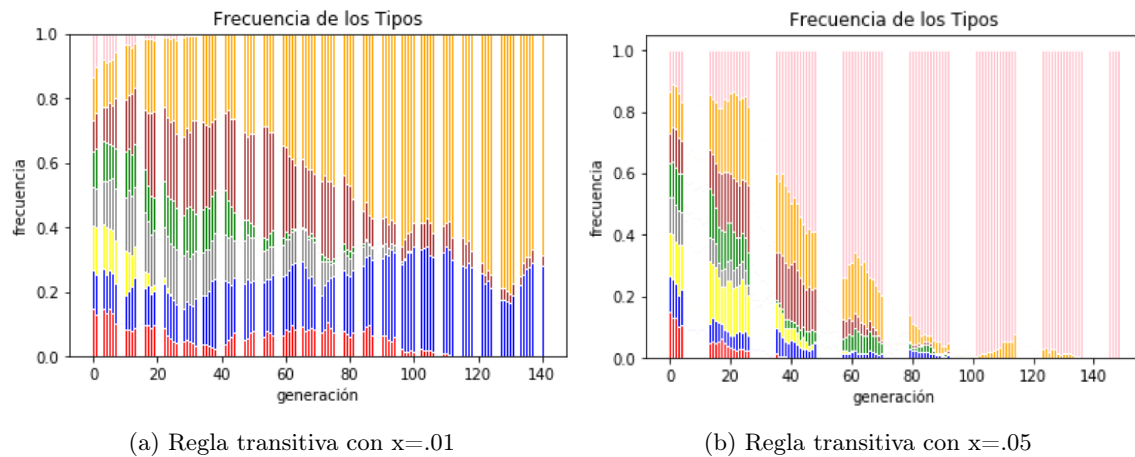 Frecuencia de los Tipos
1.0
0.8
0.6
0.4
0.2
0.0
frecuencia
0 20 40 60 80 100 120 140
generación
(a) Regla transitiva con x=.01
Frecuencia de los Tipos
1.0
0.8
0.6
0.4
0.2
0.0
frecuencia
0 20 40 60 80 100 120 140
generación
(b) Regla transitiva con x=.05